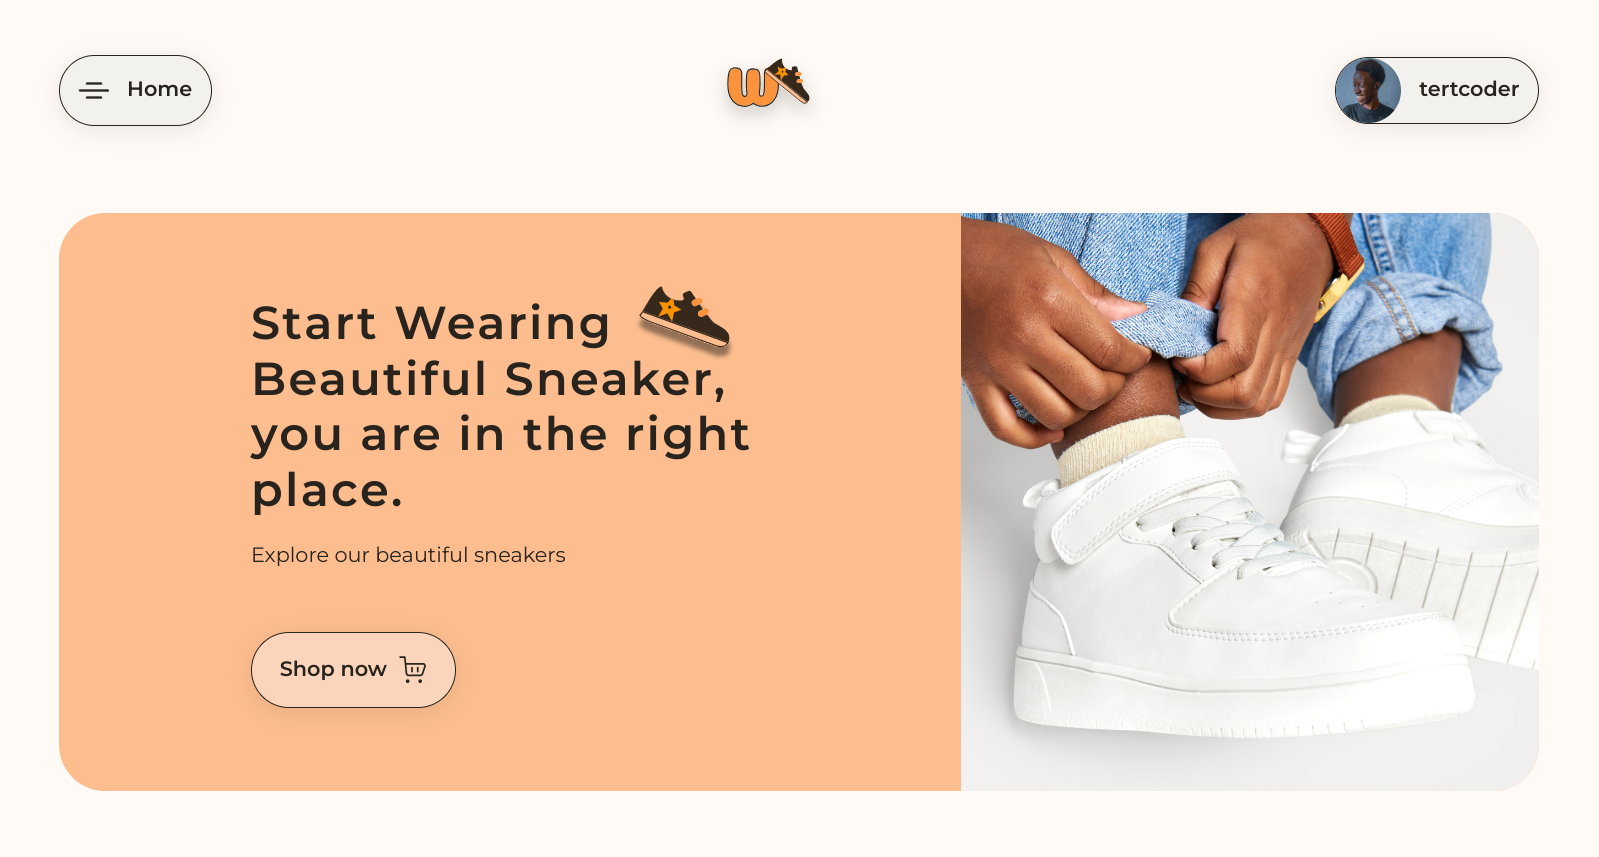 Home
w
tertcoder
Start Wearing
Beautiful Sneaker,
you are in the right
place.
Explore our beautiful sneakers
Shop now